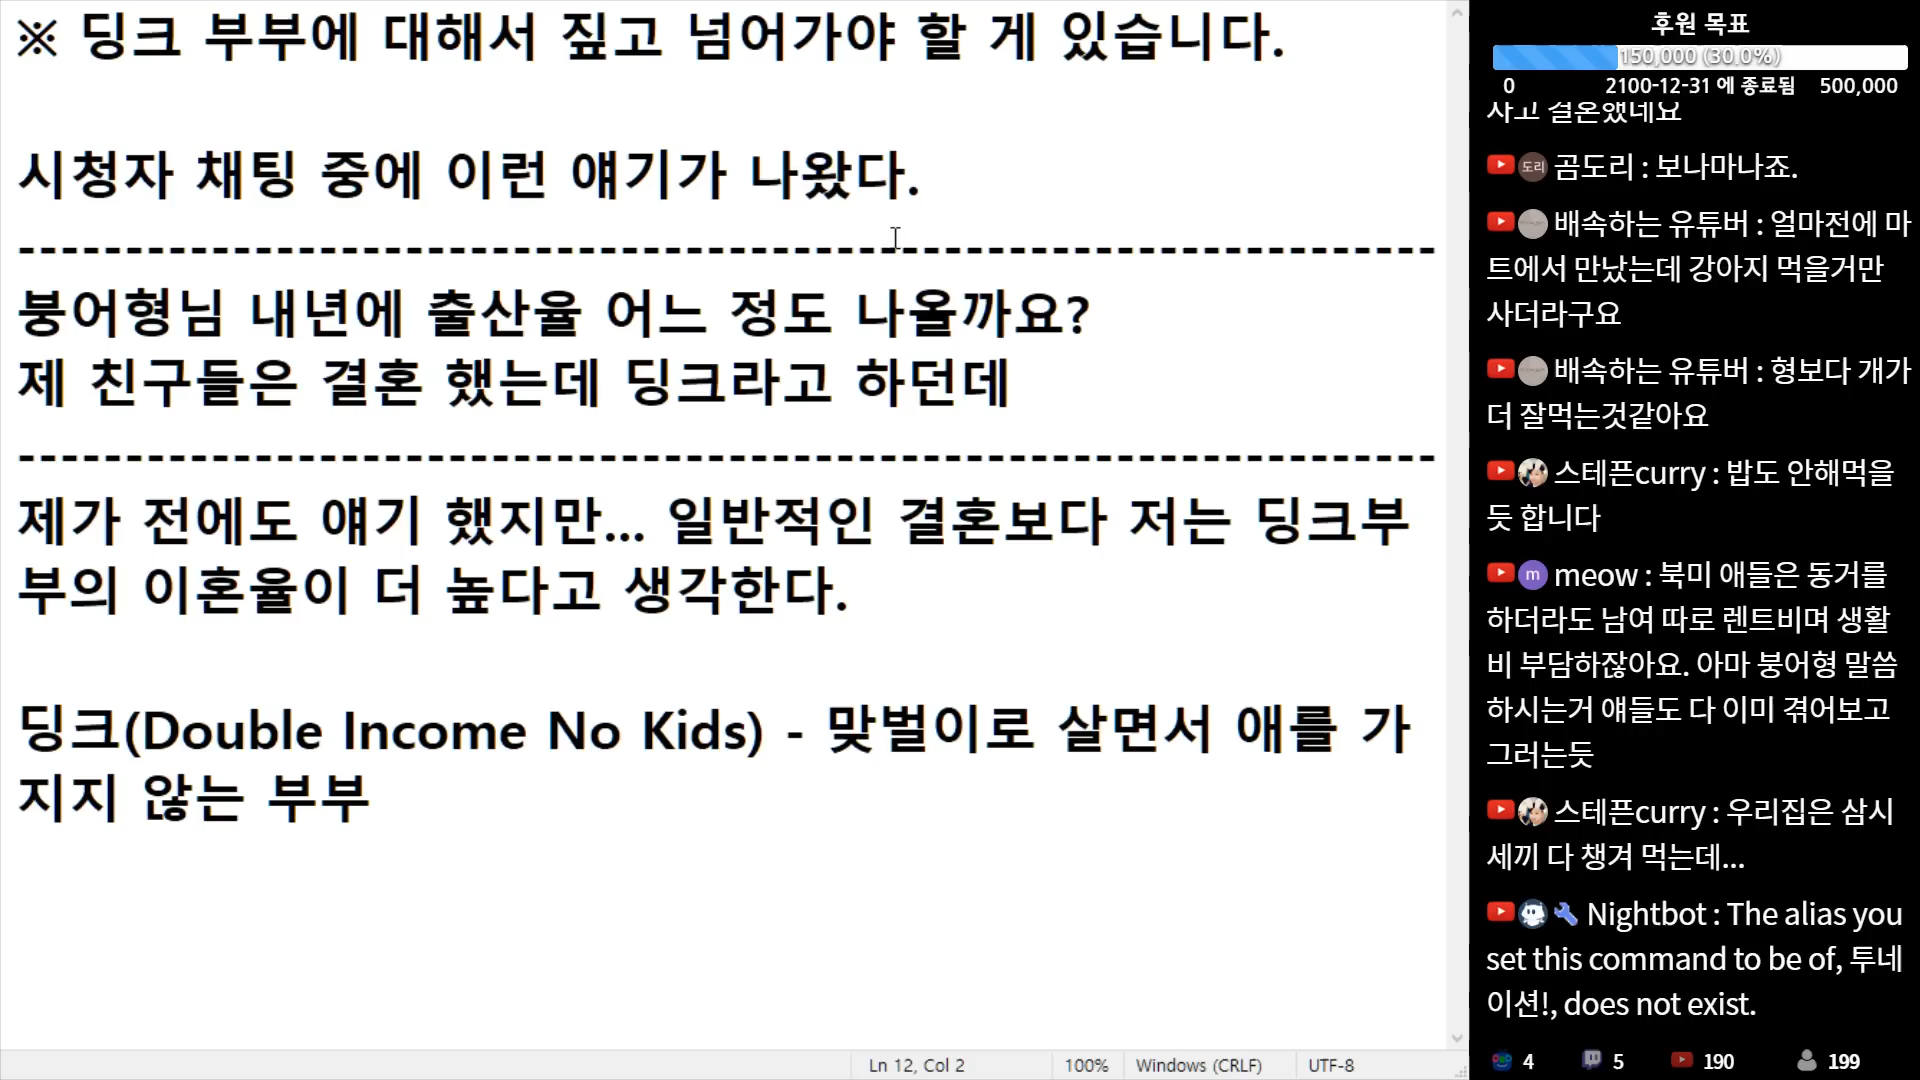 ※ 딩크 부부에 대해서 짚고 넘어가야 할 게 있습니다.
시청자 채팅 중에 이런 얘기가 나왔다.
------------------------------------------------------------------
붕어형님 내년에 출산율 어느 정도 나올까요?
제 친구들은 결혼 했는데 딩크라고 하던데
------------------------------------------------------------------
제가 전에도 얘기 했지만... 일반적인 결혼보다 저는 딩크부
부의 이혼율이 더 높다고 생각한다.
딩크(Double Income No Kids) - 맞벌이로 살면서 애를 가
지지 않는 부부
Ln 12, Col 2
100%
Windows (CRLF)
UTF-8
후원 목표
150,000 (30.0%)
0 2100-12-31 에 종료됨 500,000
사고 결혼했네요
도리 곰도리 : 보나마나죠.
배속하는 유튜버 : 얼마전에 마
트에서 만났는데 강아지 먹을거만
사더라구요
배속하는 유튜버 : 형보다 개가
더 잘먹는것같아요
스테픈curry : 밥도 안해먹을
듯 합니다
m meow : 북미 애들은 동거를
하더라도 남여 따로 렌트비며 생활
비 부담하잖아요. 아마 붕어형 말씀
하시는거 얘들도 다 이미 겪어보고
그러는듯
스테픈curry : 우리집은 삼시
세끼 다 챙겨 먹는데...
Nightbot : The alias you
set this command to be of, 투네
이션!, does not exist.
4 5 190 199